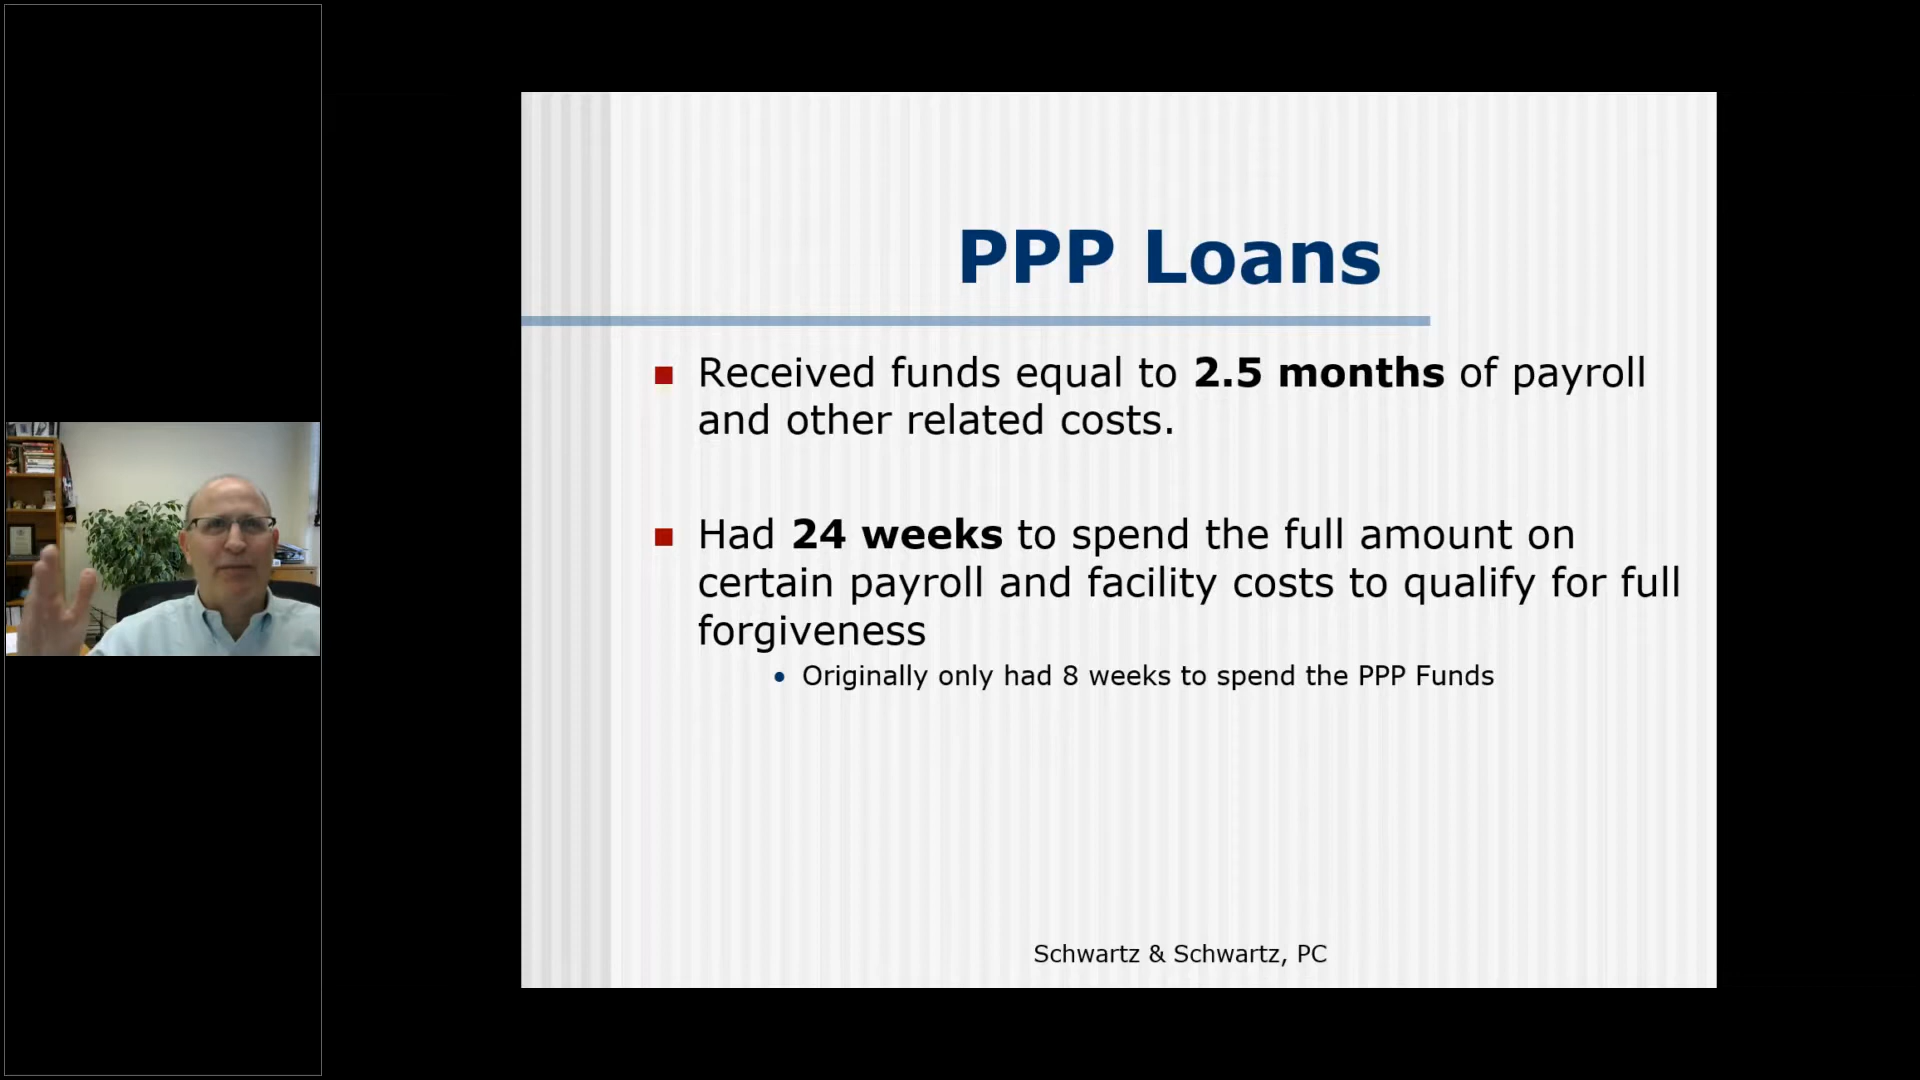 PPP Loans
Received funds equal to 2.5 months of payroll
and other related costs.
Had 24 weeks to spend the full amount on
certain payroll and facility costs to qualify for full
forgiveness
Originally only had 8 weeks to spend the PPP Funds
Schwartz & Schwartz, PC